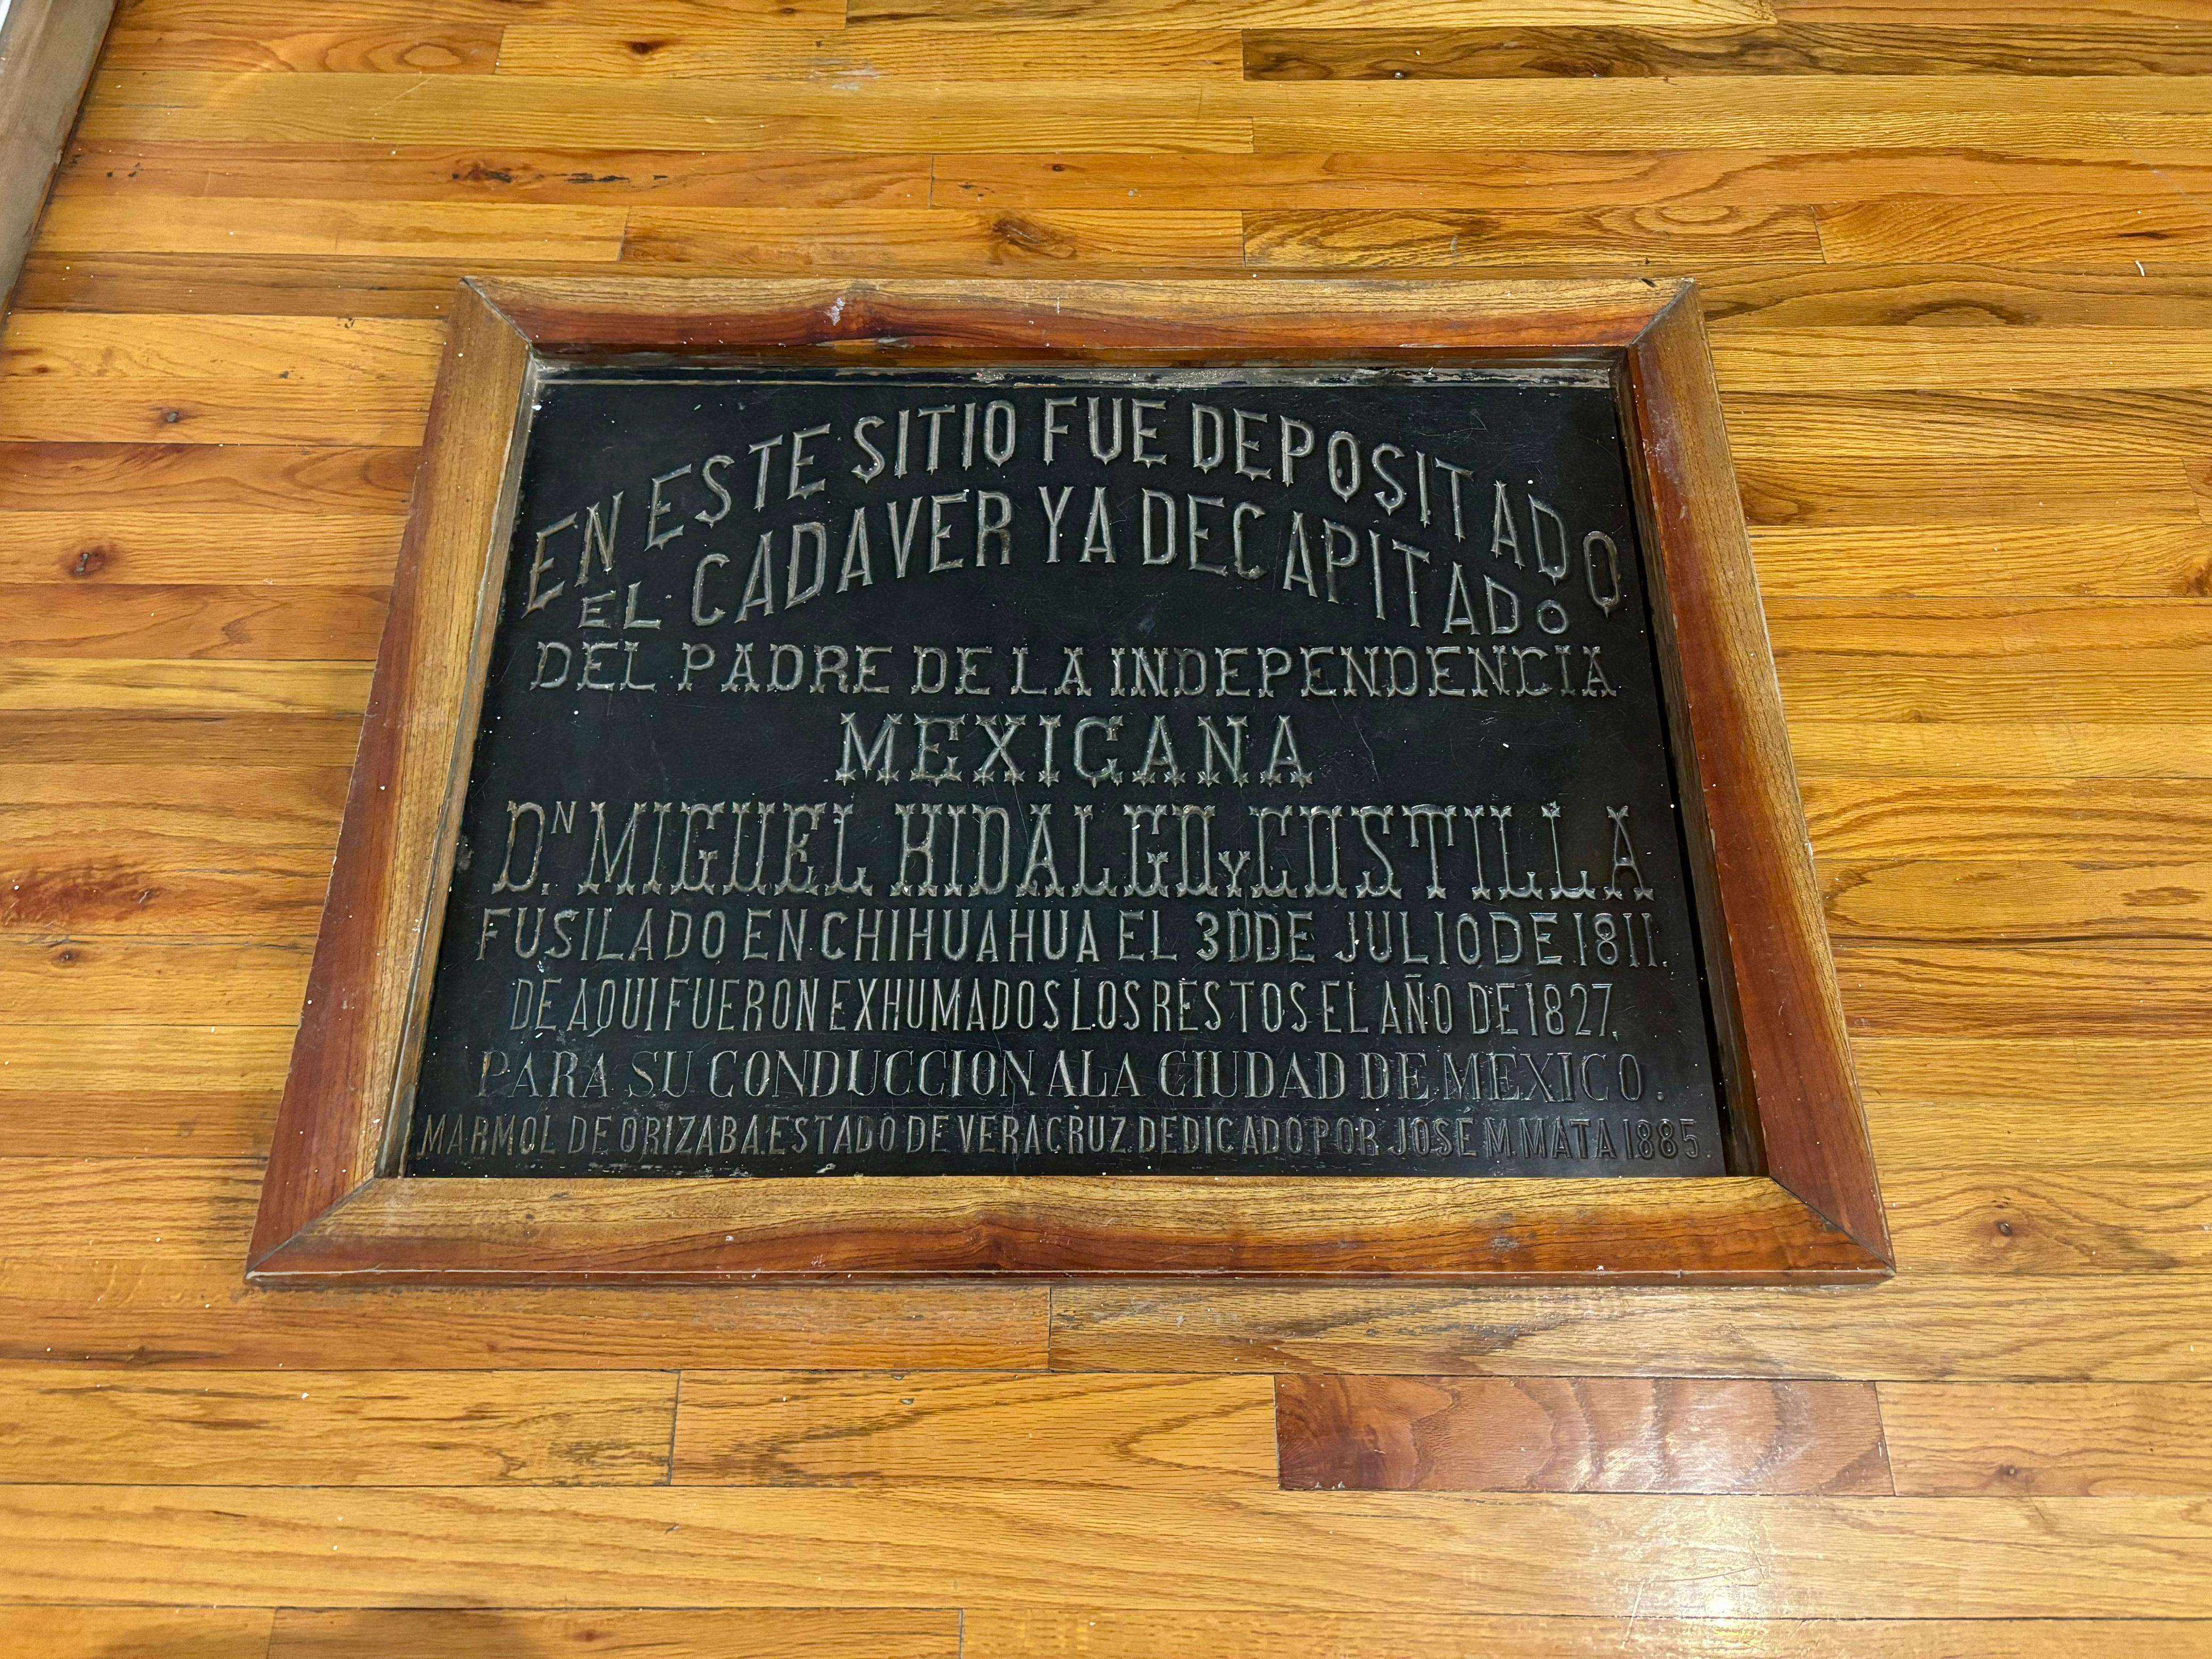 EN ESTE SITIO FUE DEPOSITADO
EL CADAVER YA DECAPITADO
DEL PADRE DE LA INDEPENDENCIA
MEXICANA
D.N MIGUEL HIDALGO Y COSTILLA
FUSILADO EN CHIHUAHUA EL 30 DE JULIO DE 1811.
DE AQUI FUERON EXHUMADOS LOS RESTOS EL AÑO DE 1827,
PARA SU CONDUCCION A LA CIUDAD DE MEXICO.
MARMOL DE ORIZABA.ESTADO DE VERACRUZ.DEDICADO POR JOSE M.MATA 1885.